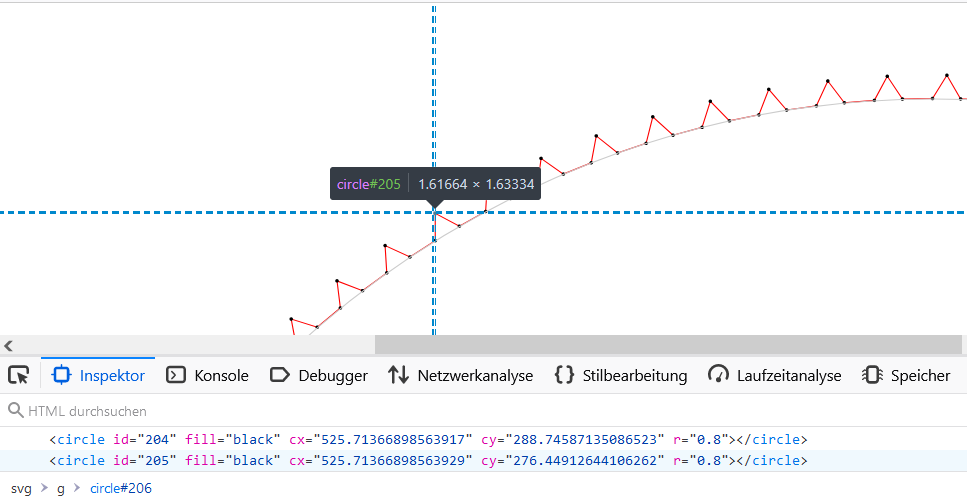 circle#205 1.61664 × 1.63334
Inspektor Konsole Debugger Netzwerkanalyse Stilbearbeitung Laufzeitanalyse Speicher
HTML durchsuchen
<circle id="204" fill="black" cx="525.71366898563917" cy="288.74587135086523" r="0.8"></circle>
<circle id="205" fill="black" cx="525.71366898563929" cy="276.44912644106262" r="0.8"></circle>
svg > g > circle#206